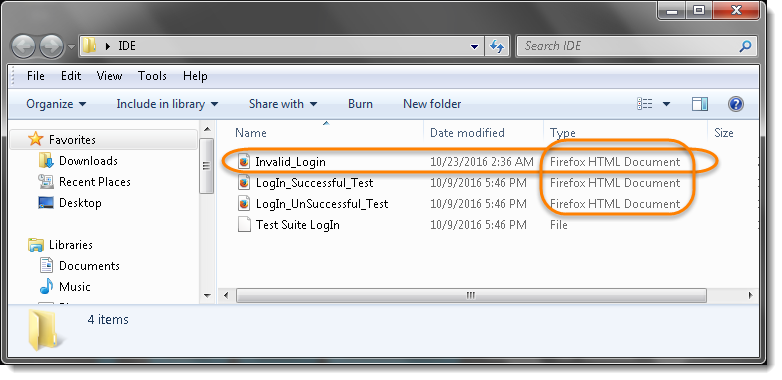 IDE
Search IDE
File Edit View Tools Help
Organize Include in library Share with Burn New folder
Name Date modified Type Size
Favorites
Downloads
Recent Places
Desktop
Libraries
Documents
Music
Invalid_Login 10/23/2016 2:36 AM Firefox HTML Document
LogIn_Successful_Test 10/9/2016 5:46 PM Firefox HTML Document
LogIn_UnSuccessful_Test 10/9/2016 5:46 PM Firefox HTML Document
Test Suite LogIn 10/9/2016 5:46 PM File
4 items